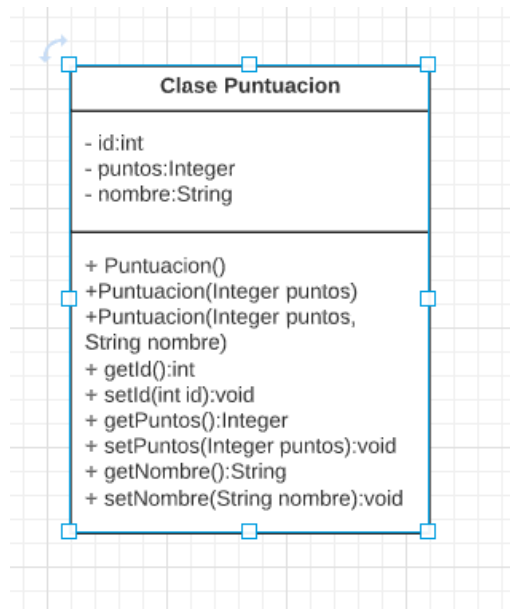 Clase Puntuacion
- id:int
- puntos:Integer
- nombre:String
+ Puntuacion()
+Puntuacion(Integer puntos)
+Puntuacion(Integer puntos,
String nombre)
+ getId():int
+ setId(int id):void
+ getPuntos():Integer
+ setPuntos(Integer puntos):void
+ getNombre():String
+ setNombre(String nombre):void